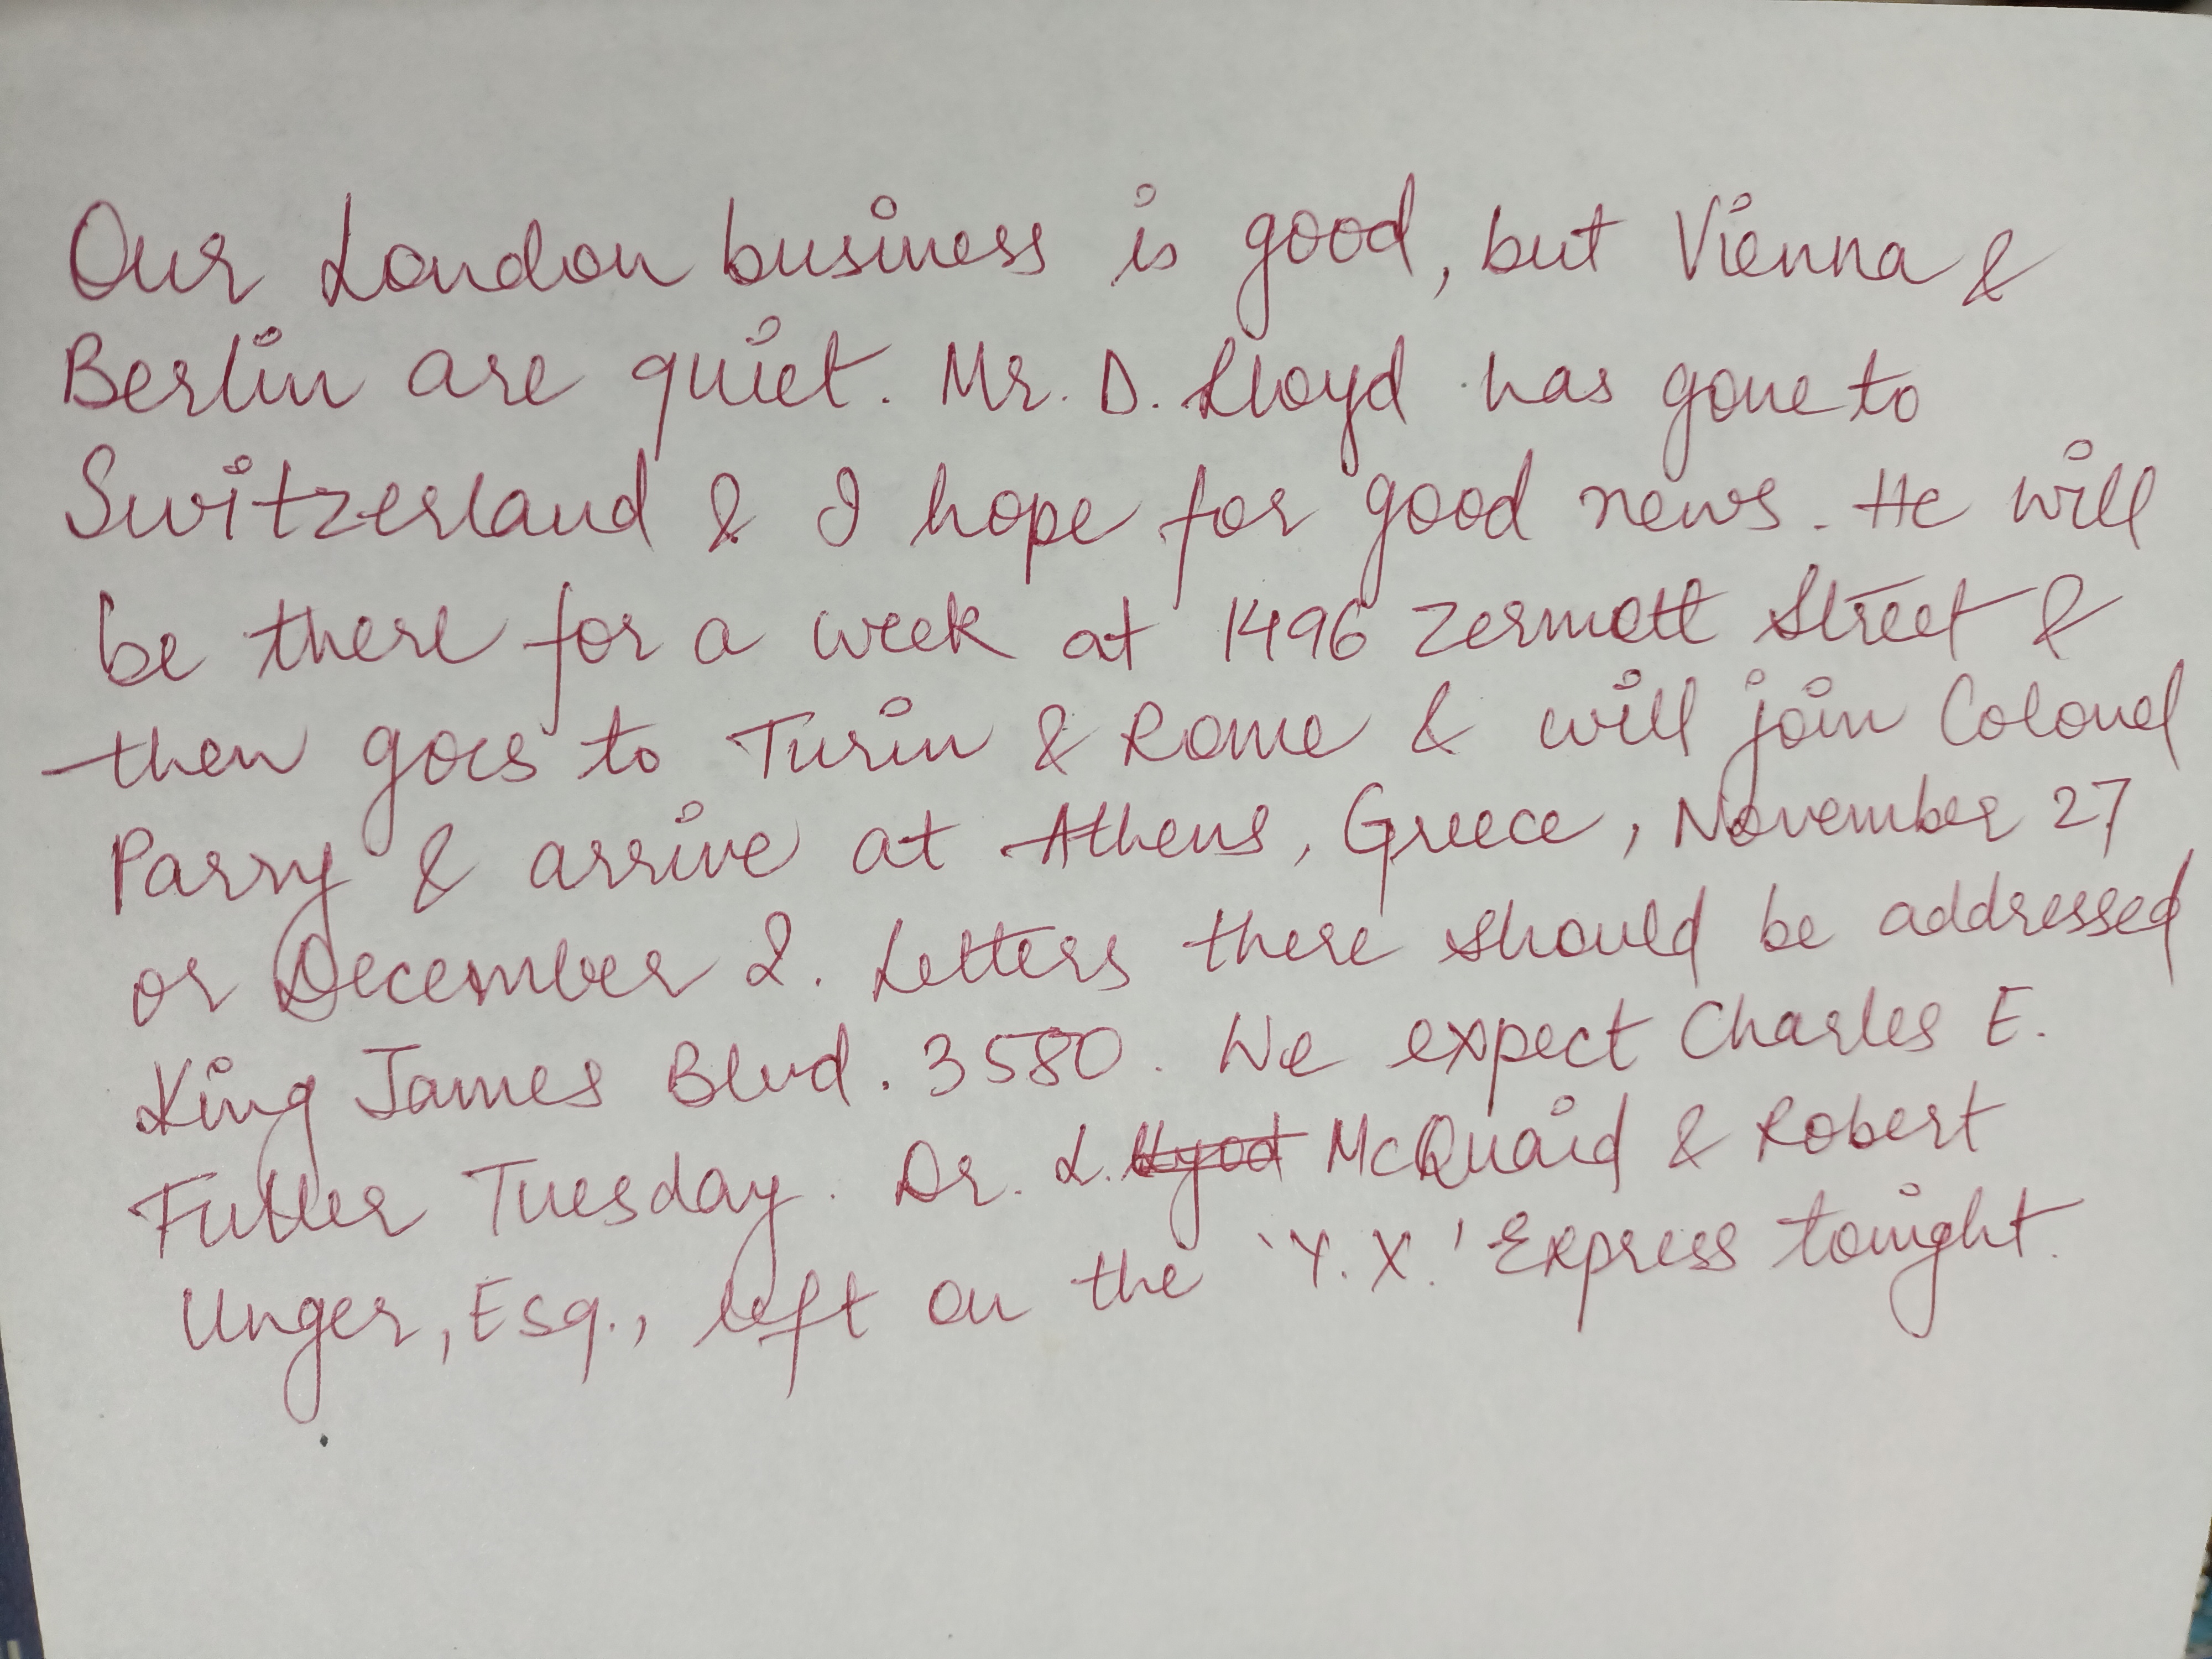 Our London business is good, but Vienna &
Berlin are quiet. Mr. D. Lloyd has gone to
Switzerland & I hope for good news. He will
be there for a week at 1496 Zermott Street &
then goes to Turin & Rome & will join Colonel
Parry & arrive at Athens, Greece, November 27
or December 2. Letters there should be addressed
King James Blvd. 3580. We expect Charles E.
Fuller Tuesday. Dr. L. McQuaid & Robert
Unger, Esq., left on the 'Y.X.' Express tonight.